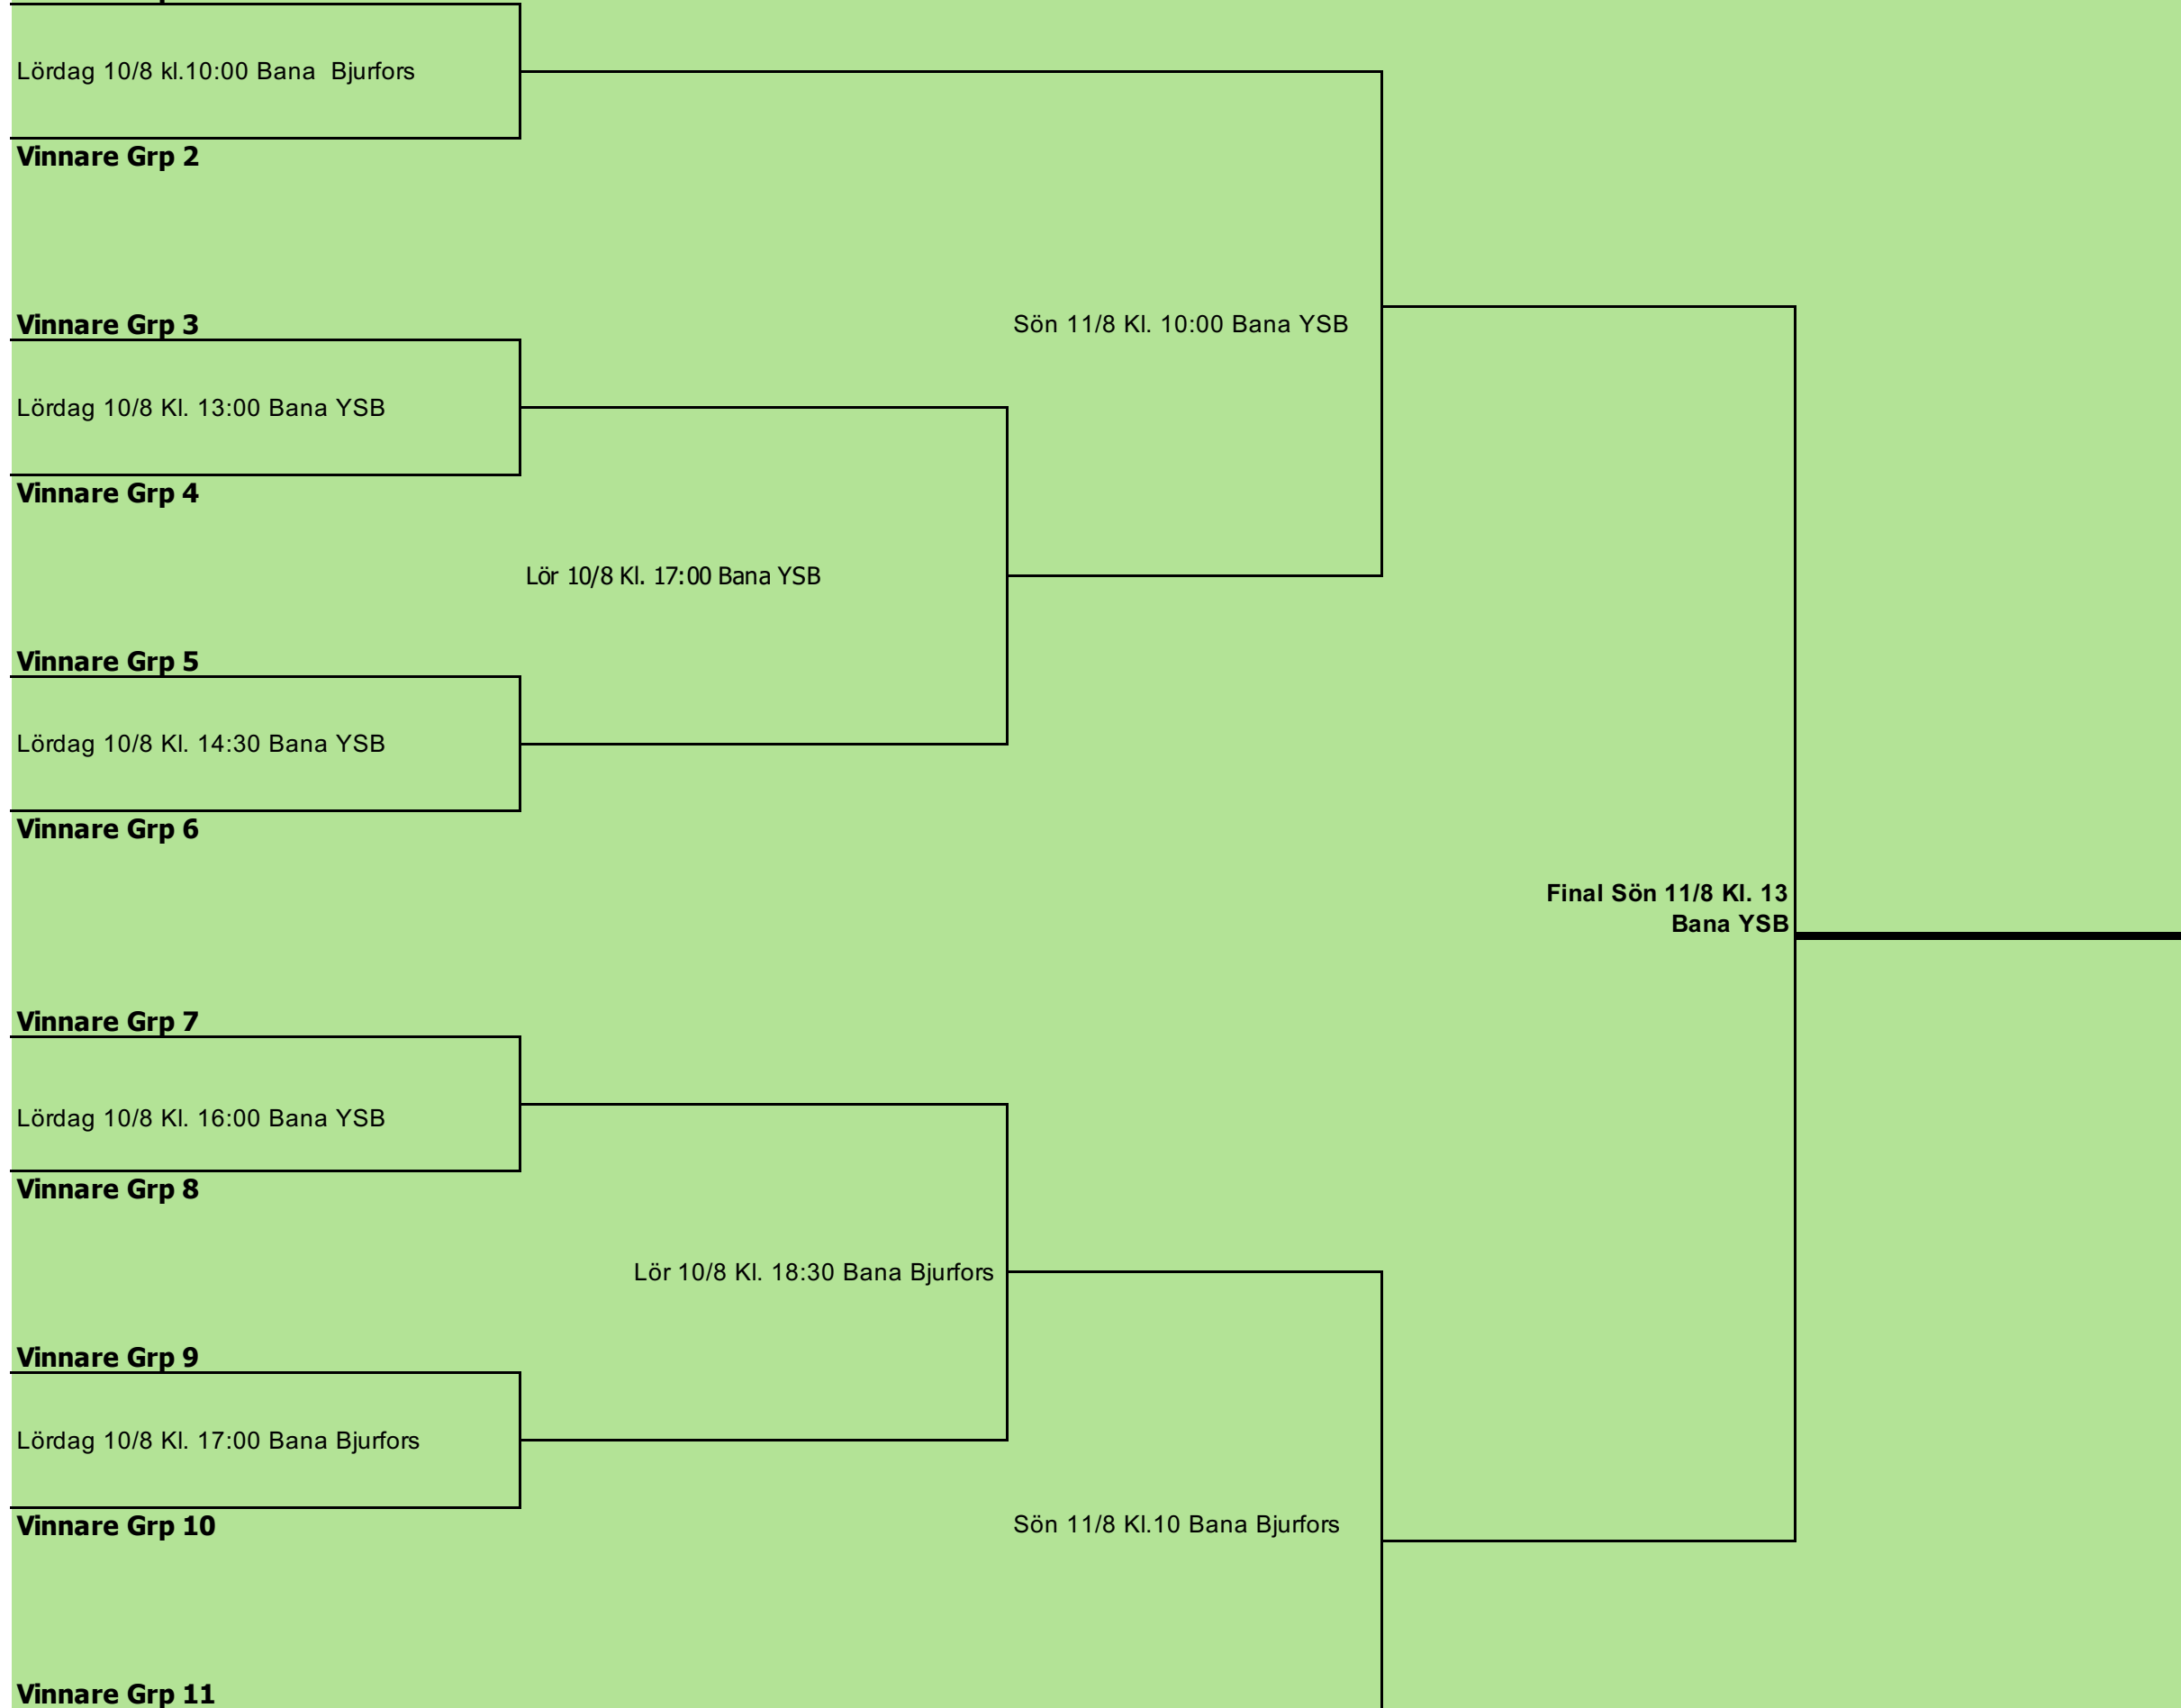 Lördag 10/8 kl.10:00 Bana  Bjurfors
Vinnare Grp 2
Vinnare Grp 3
Sön 11/8 Kl. 10:00 Bana YSB
Lördag 10/8 Kl. 13:00 Bana YSB
Vinnare Grp 4
Lör 10/8 Kl. 17:00 Bana YSB
Vinnare Grp 5
Lördag 10/8 Kl. 14:30 Bana YSB
Vinnare Grp 6
Final Sön 11/8 Kl. 13
Bana YSB
Vinnare Grp 7
Lördag 10/8 Kl. 16:00 Bana YSB
Vinnare Grp 8
Lör 10/8 Kl. 18:30 Bana Bjurfors
Vinnare Grp 9
Lördag 10/8 Kl. 17:00 Bana Bjurfors
Vinnare Grp 10
Sön 11/8 Kl.10 Bana Bjurfors
Vinnare Grp 11